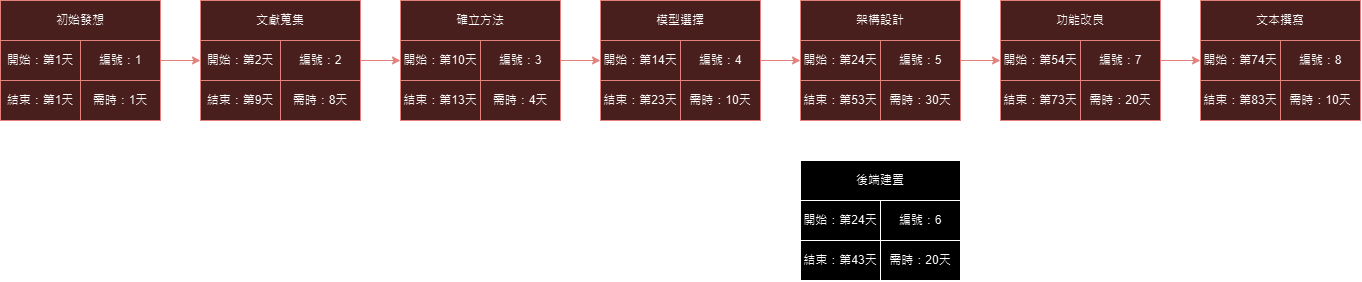 初始發想
開始：第1天 編號：1
結束：第1天 需時：1天
文獻蒐集
開始：第2天 編號：2
結束：第9天 需時：8天
確立方法
開始：第10天 編號：3
結束：第13天 需時：4天
模型選擇
開始：第14天 編號：4
結束：第23天 需時：10天
架構設計
開始：第24天 編號：5
結束：第53天 需時：30天
功能改良
開始：第54天 編號：7
結束：第73天 需時：20天
文本撰寫
開始：第74天 編號：8
結束：第83天 需時：10天
後端建置
開始：第24天 編號：6
結束：第43天 需時：20天